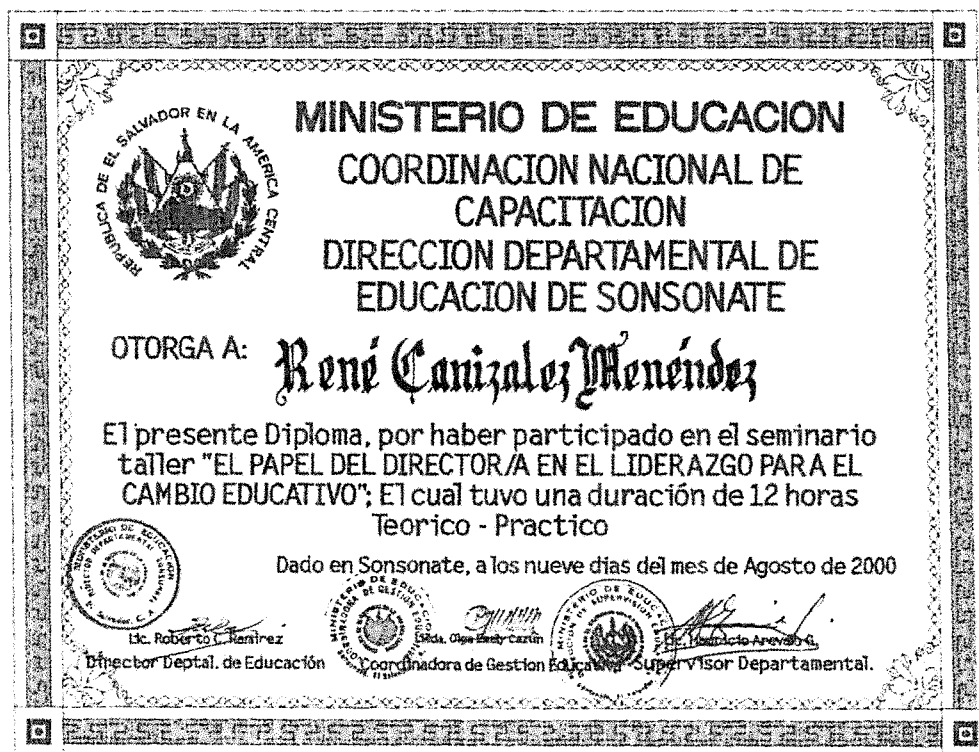 REPUBLICA DE EL SALVADOR EN LA AMERICA CENTRAL
MINISTERIO DE EDUCACION
COORDINACION NACIONAL DE
CAPACITACION
DIRECCION DEPARTAMENTAL DE
EDUCACION DE SONSONATE
OTORGA A: René Canizalez Menéndez
El presente Diploma, por haber participado en el seminario
taller "EL PAPEL DEL DIRECTOR/A EN EL LIDERAZGO PARA EL
CAMBIO EDUCATIVO"; El cual tuvo una duración de 12 horas
Teorico - Practico
Dado en Sonsonate, a los nueve dias del mes de Agosto de 2000
MINISTERIO DE EDUCACION
Lic. Roberto C. Ramirez
Director Deptal. de Educación
Coordinadora de Gestion Educativa
Supervisor Departamental.